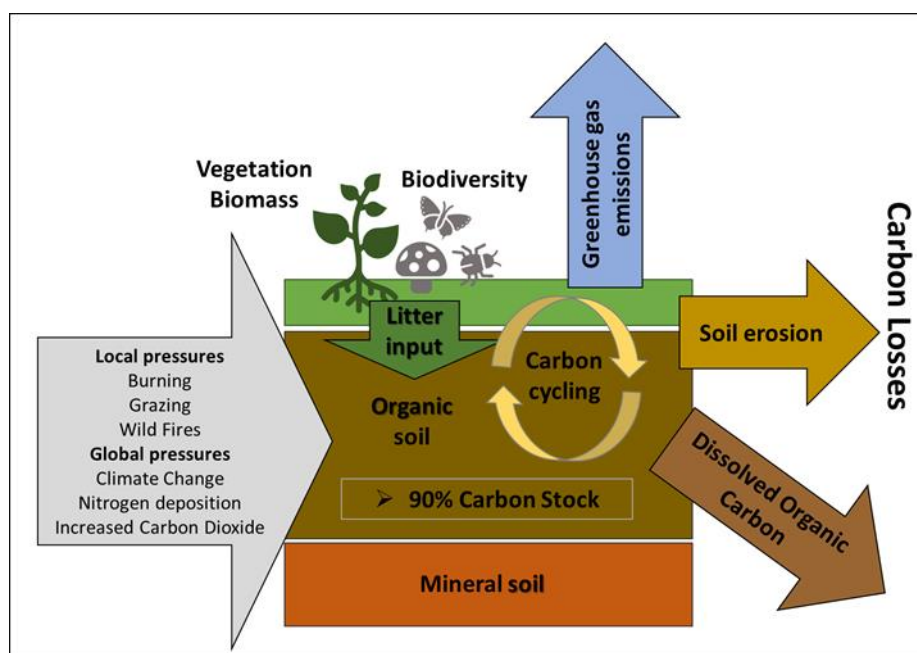 Vegetation
Biomass
Biodiversity
Greenhouse gas
emissions
Carbon Losses
Local pressures
Burning
Grazing
Wild Fires
Global pressures
Climate Change
Nitrogen deposition
Increased Carbon Dioxide
Litter
input
Carbon
cycling
Organic
soil
➢ 90% Carbon Stock
Mineral soil
Soil erosion
Dissolved Organic
Carbon